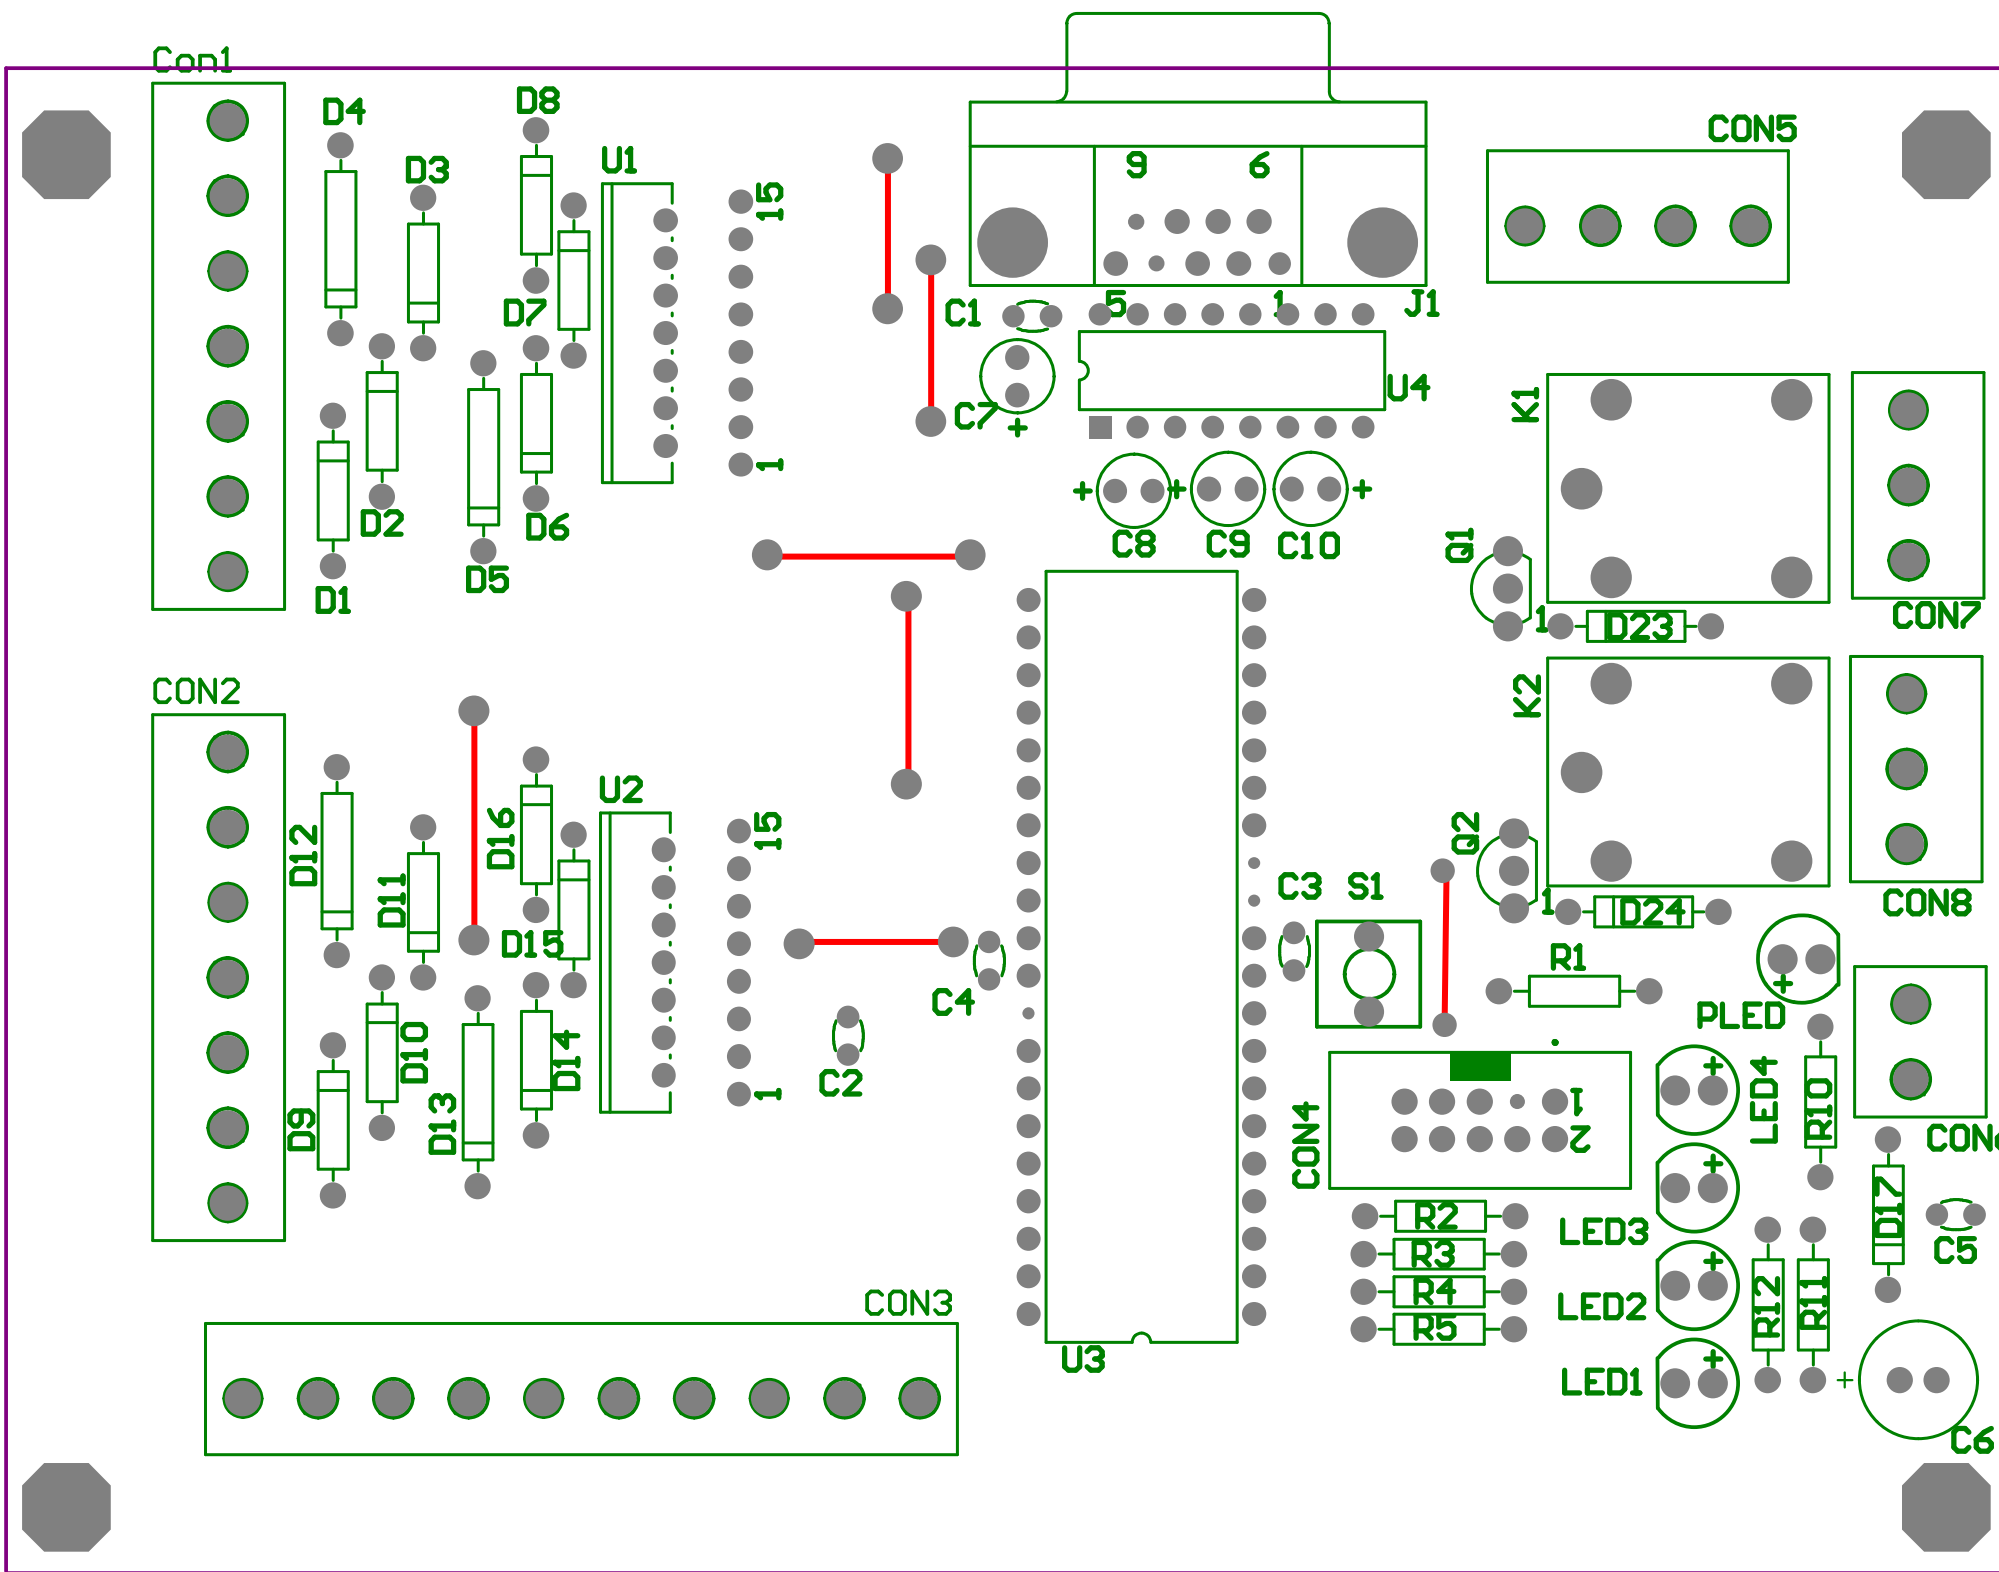 Con1
D4
D8
D3
U1
15
9
6
CON5
D7
C1
5
1
J1
C7
+
U4
K1
1
D2
D6
D1
D5
+
+
+
C8
C9
C10
Q1
1
D23
CON7
CON2
K2
U2
15
D12
D11
D16
D15
Q2
1
D24
CON8
C3
S1
C4
R1
+
PLED
C2
D10
D14
D9
D13
1
CON4
1
2
+
LED4
R10
CON
D17
+
LED3
R2
R3
R4
R5
C5
+
LED2
R12
R11
CON3
U3
+
LED1
+
C6